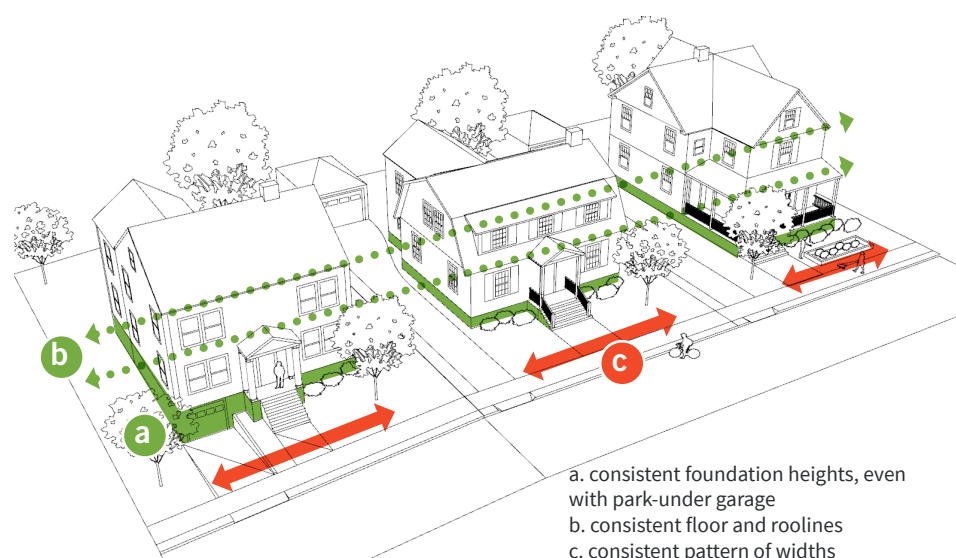 b
a
c
a. consistent foundation heights, even
with park-under garage
b. consistent floor and roolines
c. consistent pattern of widths